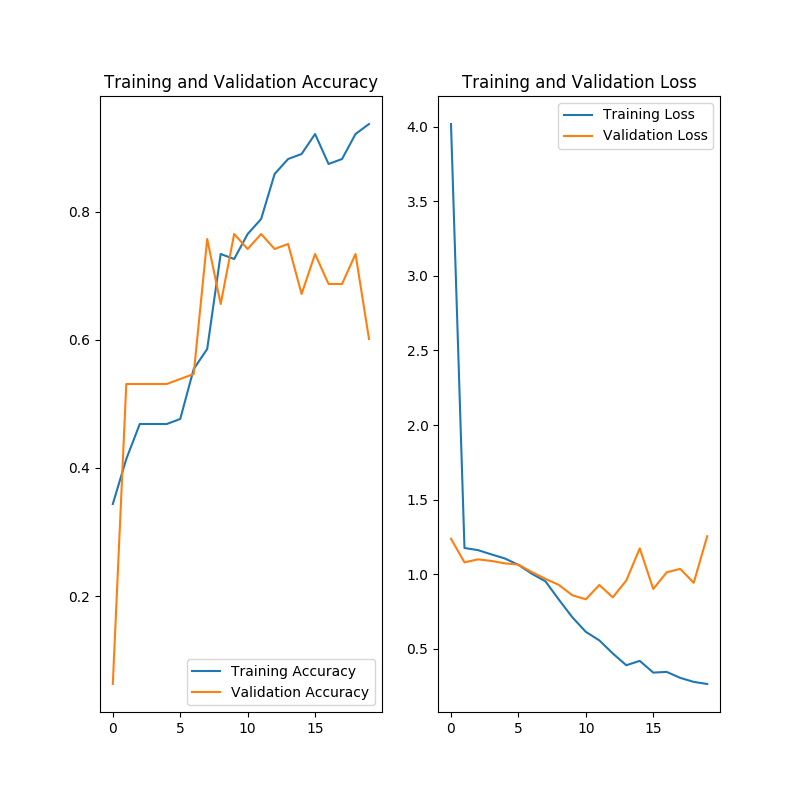 Training and Validation Accuracy
0.8
0.6
0.4
0.2
0 5 10 15
Training Accuracy
Validation Accuracy
Training and Validation Loss
4.0
3.5
3.0
2.5
2.0
1.5
1.0
0.5
0 5 10 15
Training Loss
Validation Loss